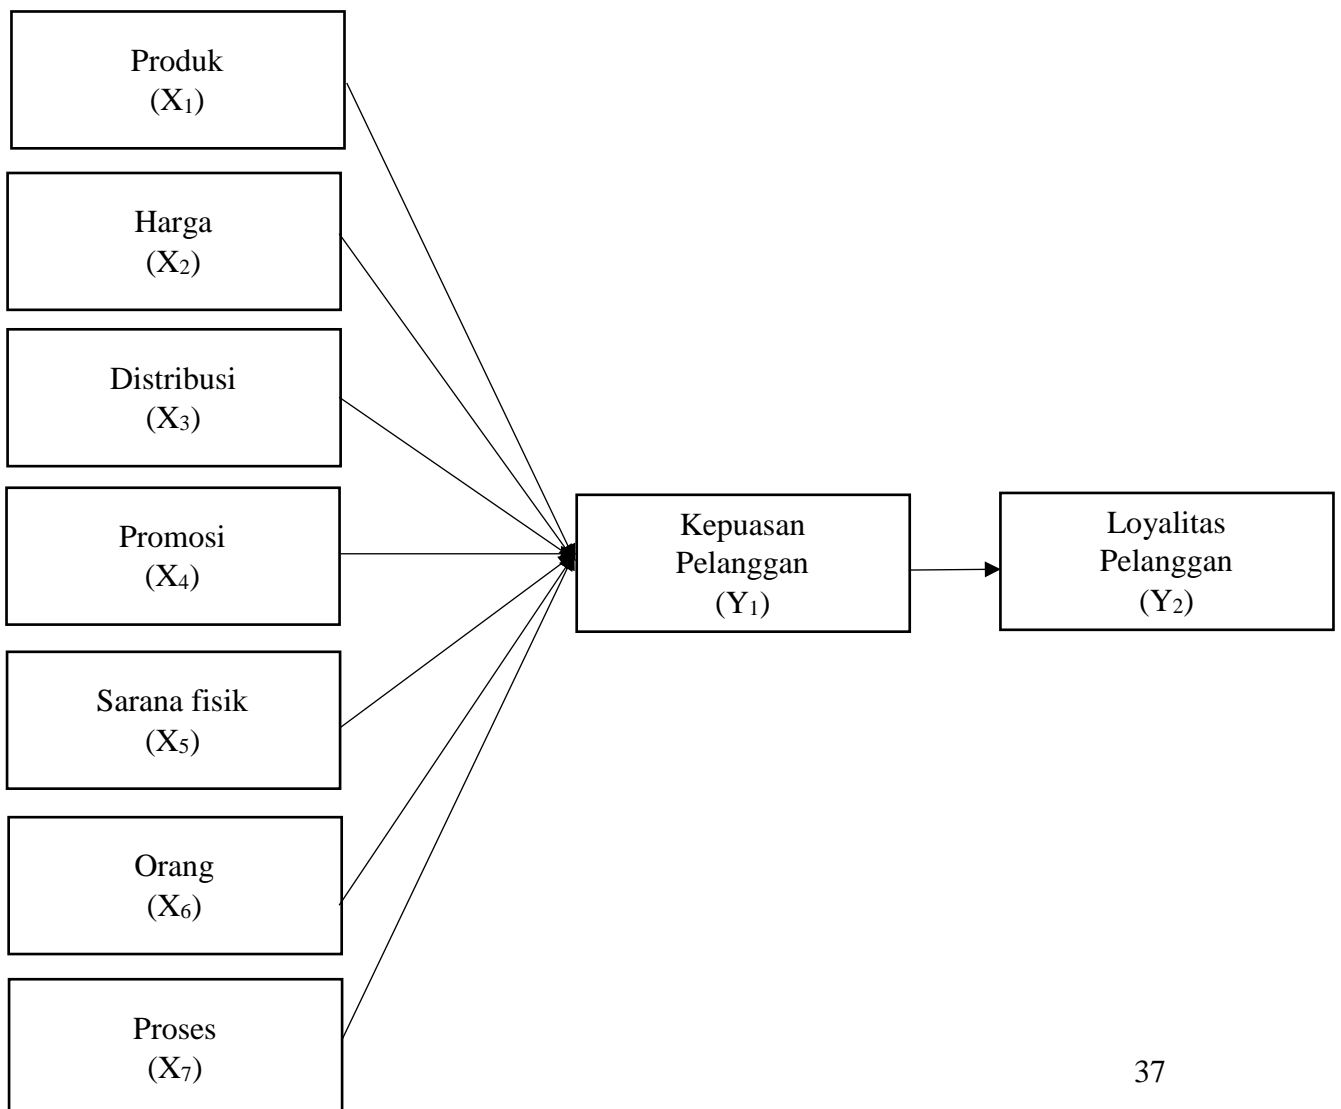 Produk
(X₁)
Harga
(X₂)
Distribusi
(X₃)
Promosi
(X₄)
Sarana fisik
(X₅)
Orang
(X₆)
Proses
(X₇)
Kepuasan
Pelanggan
(Y₁)
Loyalitas
Pelanggan
(Y₂)
37